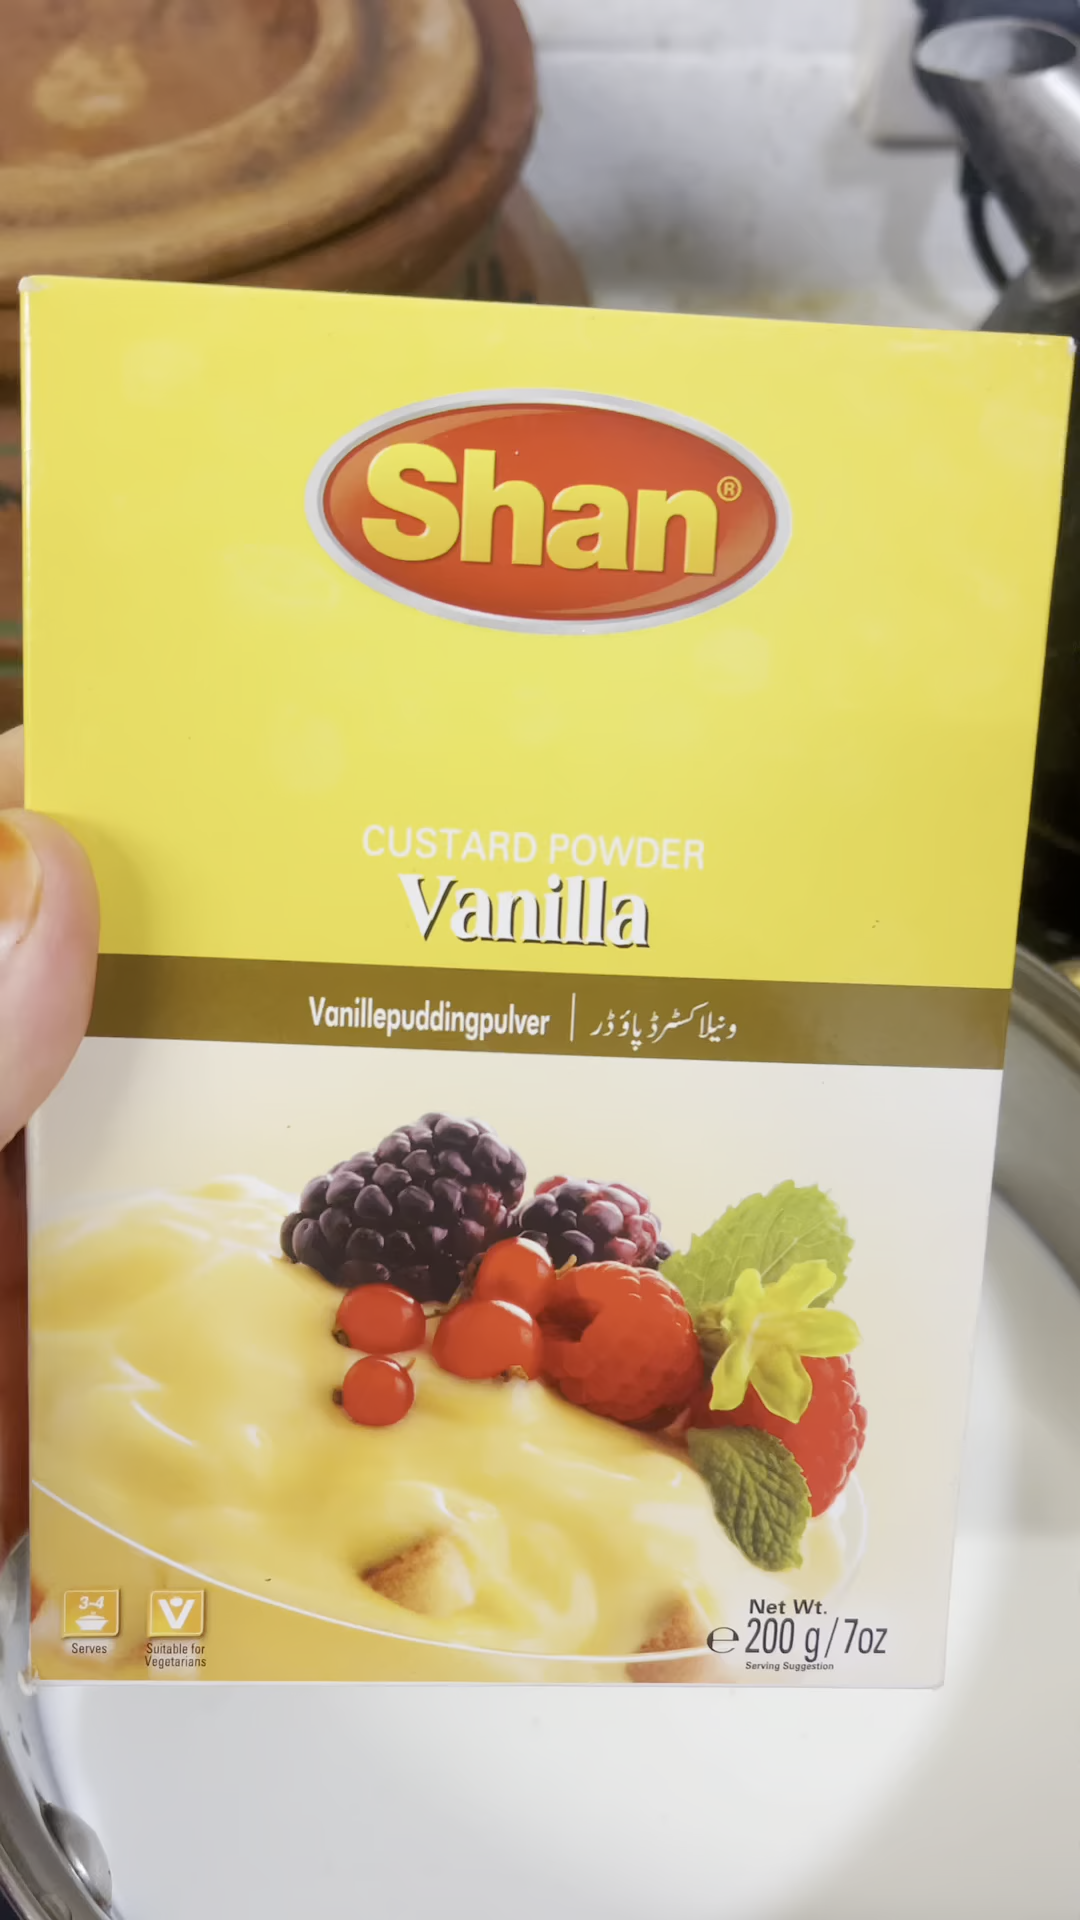 Shan®
CUSTARD POWDER
Vanilla
Vanillepuddingpulver | ونیلا کسٹرڈ پاؤڈر
3-4
Serves
V
Suitable for
Vegetarians
Net Wt.
℮ 200 g/7oz
Serving Suggestion